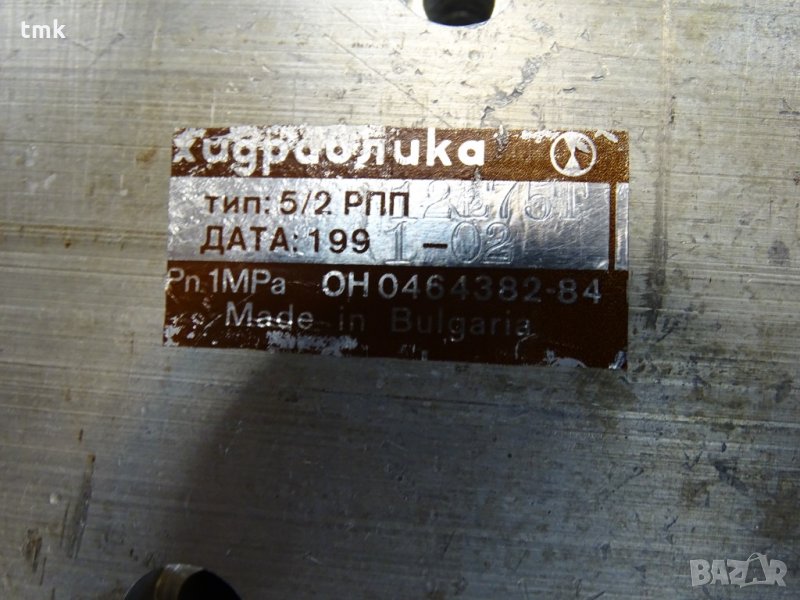 tmk
хидравлика
тип: 5/2 РПП
ДАТА: 199 1-02
Pn 1MPa ОН 0464382-84
Made in Bulgaria
BAZAR